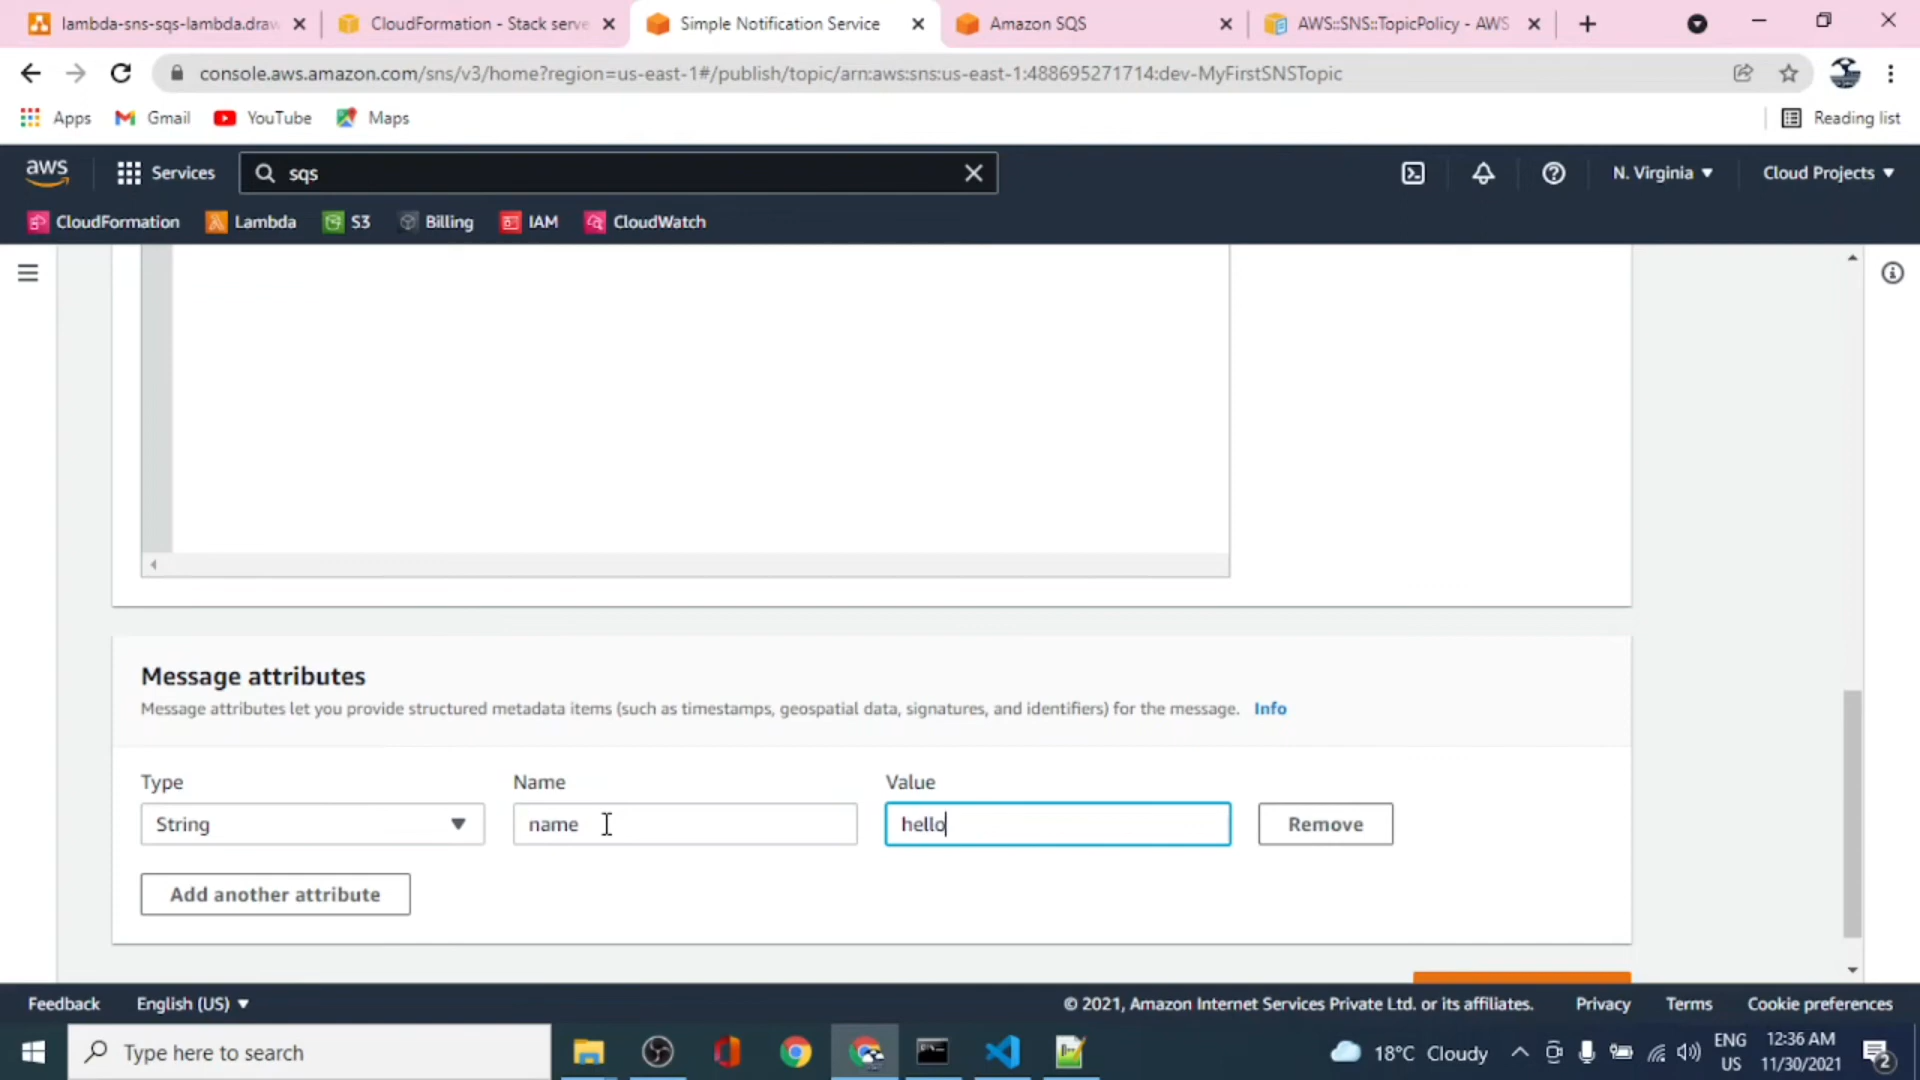 lambda-sns-sqs-lambda.draw
CloudFormation - Stack serve
Simple Notification Service
Amazon SQS
AWS::SNS::TopicPolicy - AWS
console.aws.amazon.com/sns/v3/home?region=us-east-1#/publish/topic/arn:aws:sns:us-east-1:488695271714:dev-MyFirstSNSTopic
Apps
Gmail
YouTube
Maps
Reading list
aws
Services
sqs
N. Virginia
Cloud Projects
CloudFormation
Lambda
S3
Billing
IAM
CloudWatch
Message attributes
Message attributes let you provide structured metadata items (such as timestamps, geospatial data, signatures, and identifiers) for the message. Info
Type
Name
Value
String
name
hello
Remove
Add another attribute
Feedback
English (US)
© 2021, Amazon Internet Services Private Ltd. or its affiliates.
Privacy
Terms
Cookie preferences
Type here to search
18°C Cloudy
ENG
US
12:36 AM
11/30/2021
2